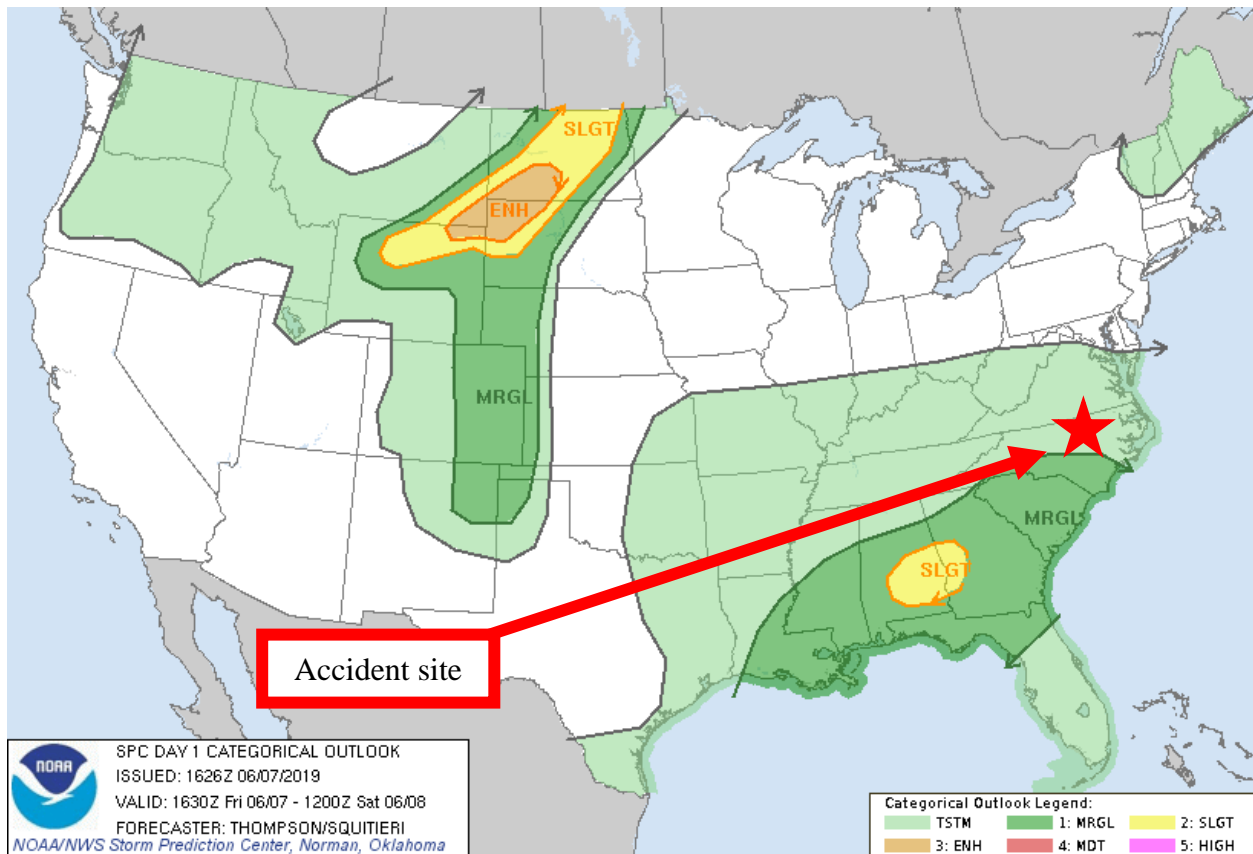 SLGT
ENH
MRGL
MRGL
SLGT
Accident site
NOAA
SPC DAY 1 CATEGORICAL OUTLOOK
ISSUED: 1626Z 06/07/2019
VALID: 1630Z Fri 06/07 - 1200Z Sat 06/08
FORECASTER: THOMPSON/SQUITIERI
NOAA/NWS Storm Prediction Center, Norman, Oklahoma
Categorical Outlook Legend:
TSTM 1: MRGL 2: SLGT
3: ENH 4: MDT 5: HIGH